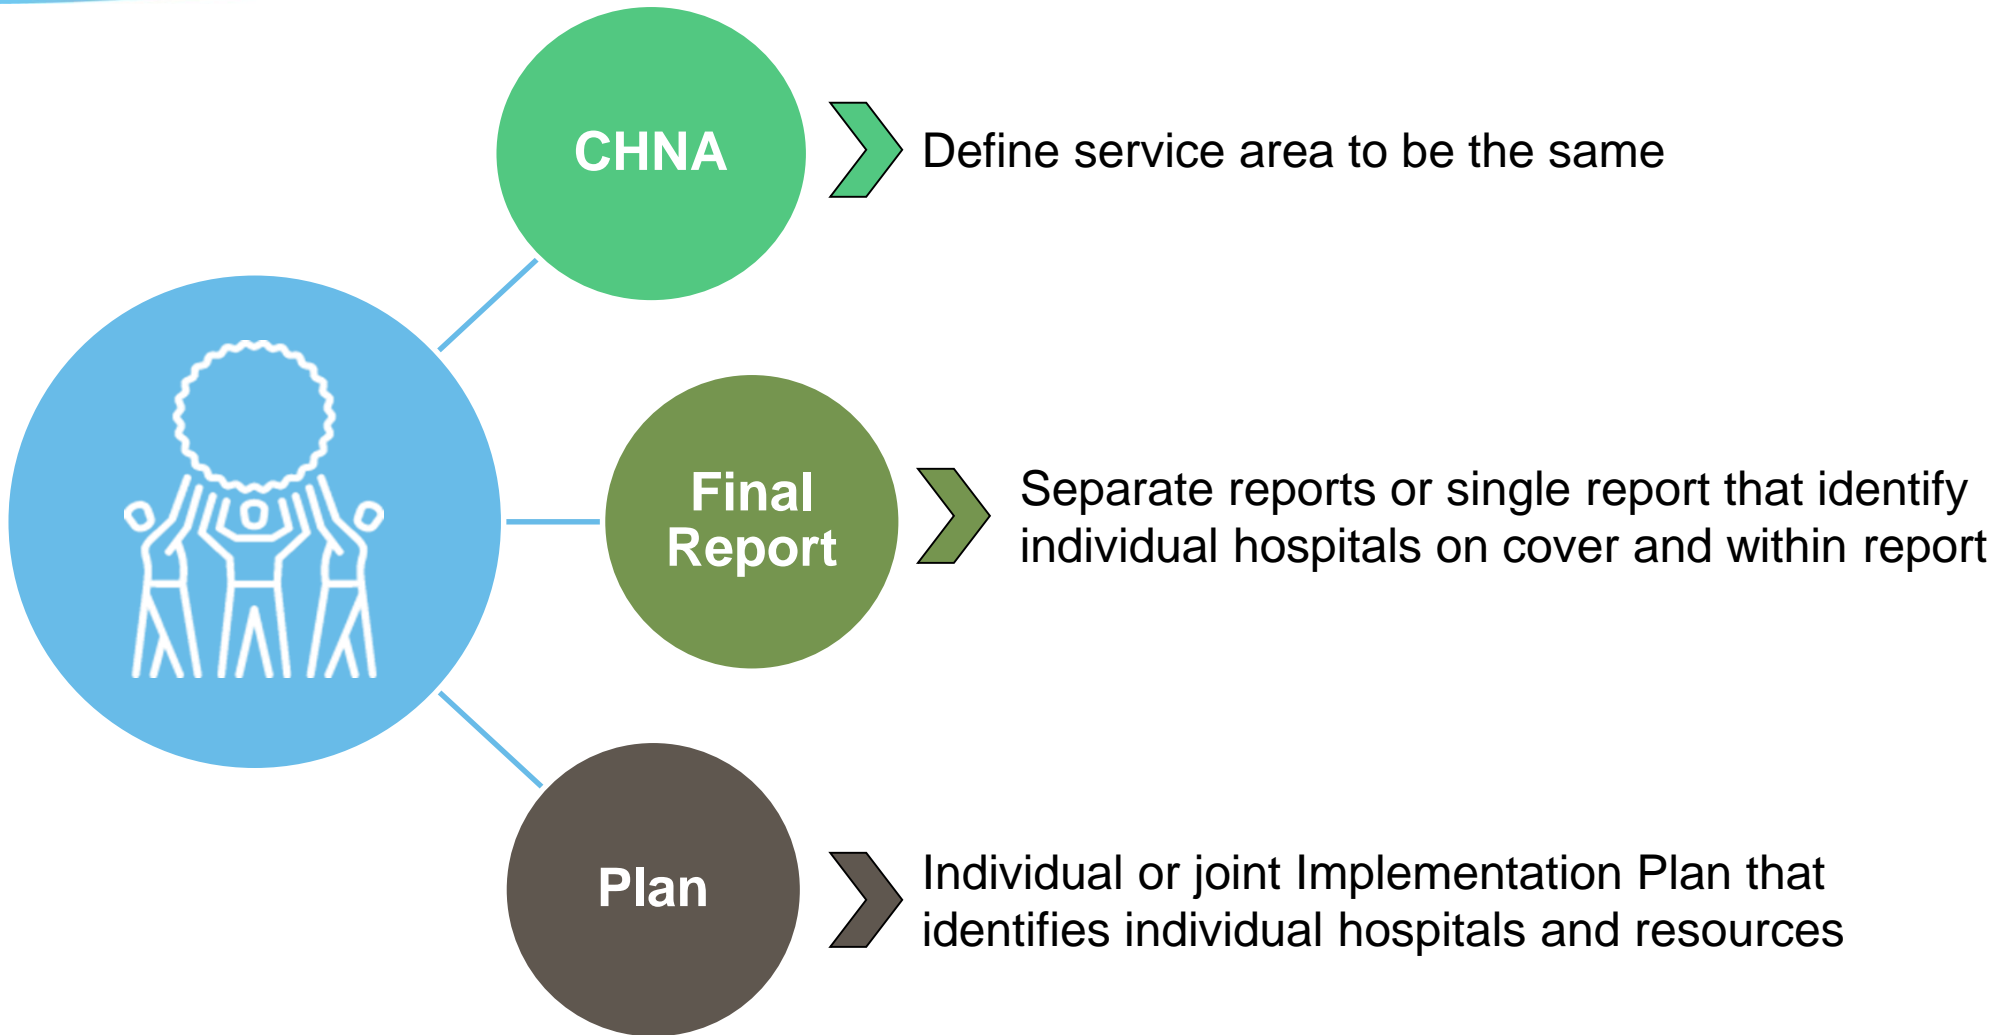 CHNA
Define service area to be the same
Final
Report
Separate reports or single report that identify
individual hospitals on cover and within report
Plan
Individual or joint Implementation Plan that
identifies individual hospitals and resources